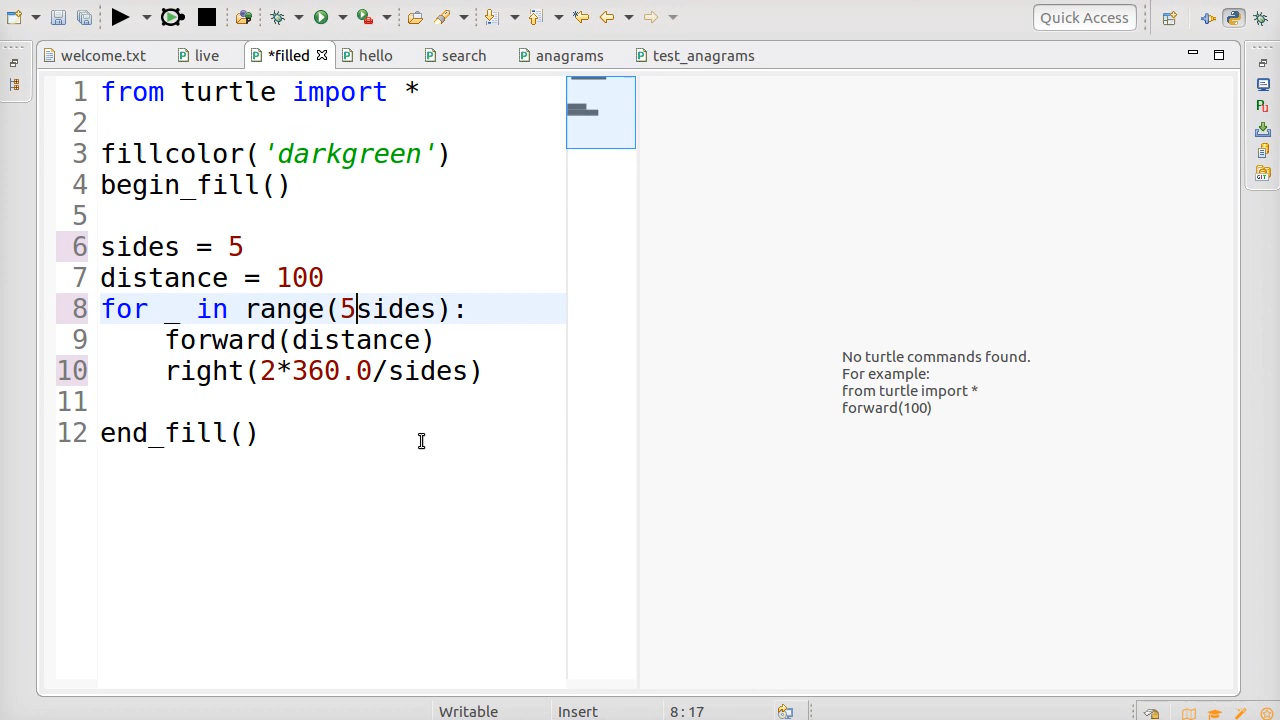 Quick Access
welcome.txt live *filled hello search anagrams test_anagrams
1 from turtle import *
2
3 fillcolor('darkgreen')
4 begin_fill()
5
6 sides = 5
7 distance = 100
8 for _ in range(5sides):
9 forward(distance)
10 right(2*360.0/sides)
11
12 end_fill()
No turtle commands found.
For example:
from turtle import *
forward(100)
Writable Insert 8:17